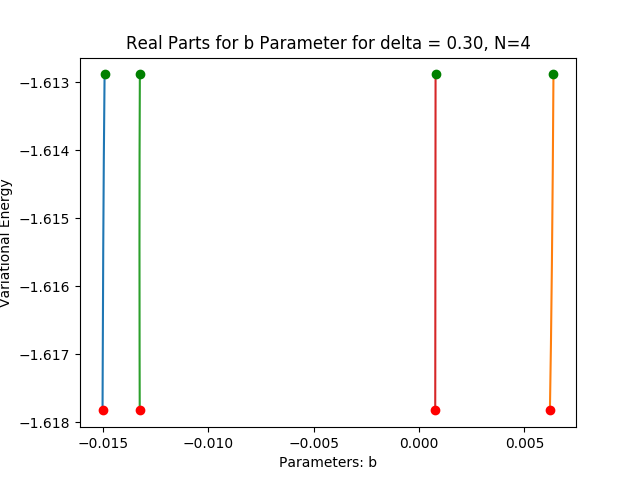 Real Parts for b Parameter for delta = 0.30, N=4
Variational Energy
−1.613
−1.614
−1.615
−1.616
−1.617
−1.618
−0.015 −0.010 −0.005 0.000 0.005
Parameters: b